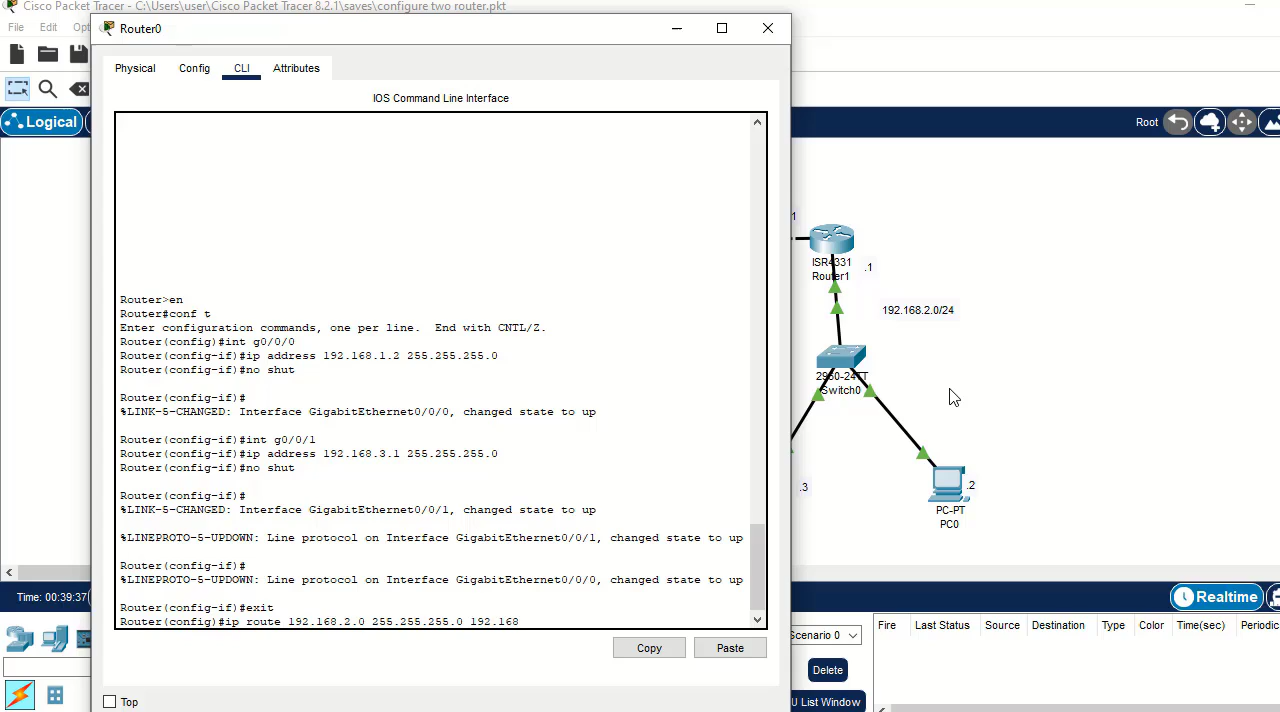 Cisco Packet Tracer - C:\Users\user\Cisco Packet Tracer 8.2.1\saves\configure two router.pkt
File Edit Opt
Router0
Physical Config CLI Attributes
IOS Command Line Interface
Logical
Root
Router>en
Router#conf t
Enter configuration commands, one per line.  End with CNTL/Z.
Router(config)#int g0/0/0
Router(config-if)#ip address 192.168.1.2 255.255.255.0
Router(config-if)#no shut
Router(config-if)#
%LINK-5-CHANGED: Interface GigabitEthernet0/0/0, changed state to up
Router(config-if)#int g0/0/1
Router(config-if)#ip address 192.168.3.1 255.255.255.0
Router(config-if)#no shut
Router(config-if)#
%LINK-5-CHANGED: Interface GigabitEthernet0/0/1, changed state to up
%LINEPROTO-5-UPDOWN: Line protocol on Interface GigabitEthernet0/0/1, changed state to up
Router(config-if)#
%LINEPROTO-5-UPDOWN: Line protocol on Interface GigabitEthernet0/0/0, changed state to up
Router(config-if)#exit
Router(config)#ip route 192.168.2.0 255.255.255.0 192.168
Copy Paste
Top
1
ISR4331
Router1
.1
192.168.2.0/24
2950-24TT
Switch0
.3
.2
PC-PT
PC0
Time: 00:39:37
Realtime
Scenario 0
Fire Last Status Source Destination Type Color Time(sec) Periodic
Delete
U List Window